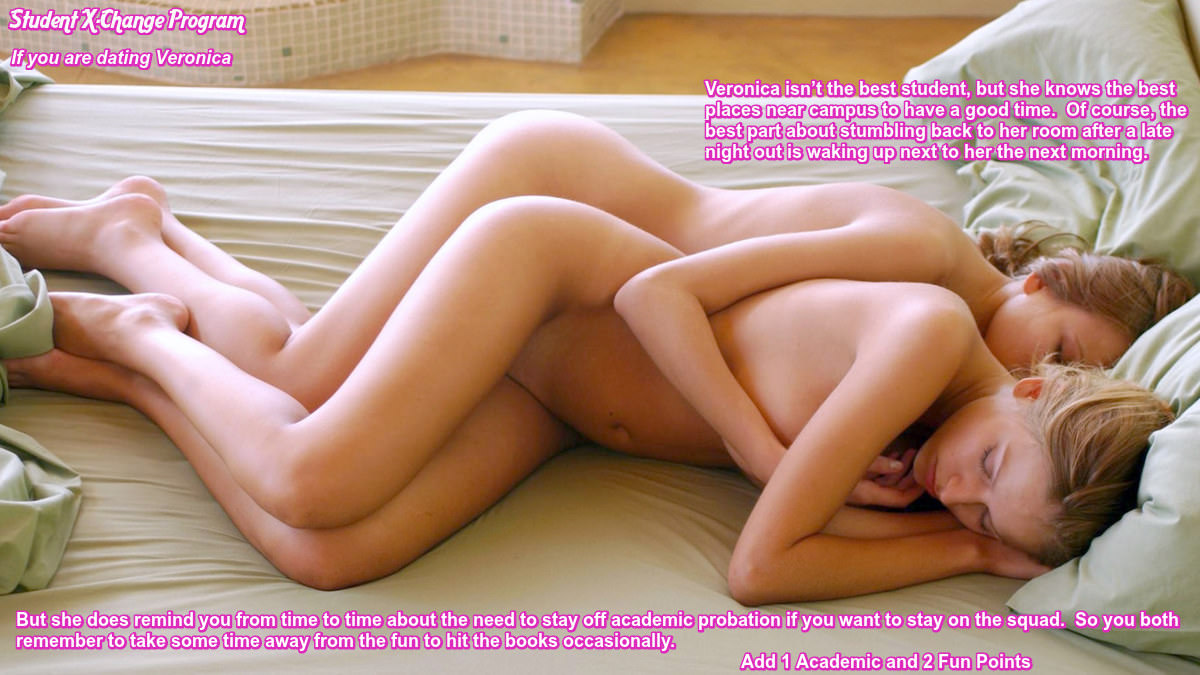 Student X-Change Program
If you are dating Veronica
Veronica isn't the best student, but she knows the best
places near campus to have a good time.  Of course, the
best part about stumbling back to her room after a late
night out is waking up next to her the next morning.
But she does remind you from time to time about the need to stay off academic probation if you want to stay on the squad.  So you both
remember to take some time away from the fun to hit the books occasionally.
Add 1 Academic and 2 Fun Points